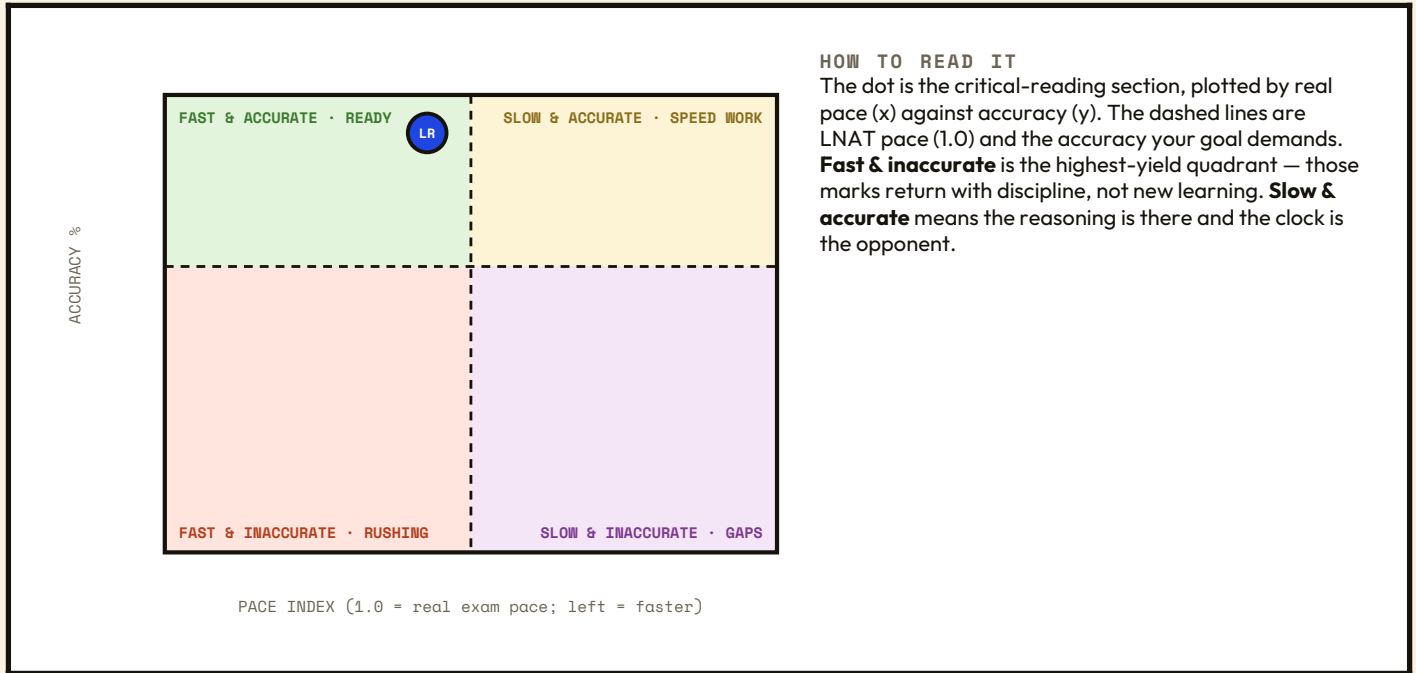 HOW TO READ IT
The dot is the critical-reading section, plotted by real
pace (x) against accuracy (y). The dashed lines are
LNAT pace (1.0) and the accuracy your goal demands.
Fast & inaccurate is the highest-yield quadrant — those
marks return with discipline, not new learning. Slow &
accurate means the reasoning is there and the clock is
the opponent.
FAST & ACCURATE · READY
LR
SLOW & ACCURATE · SPEED WORK
ACCURACY %
FAST & INACCURATE · RUSHING
SLOW & INACCURATE · GAPS
PACE INDEX (1.0 = real exam pace; left = faster)